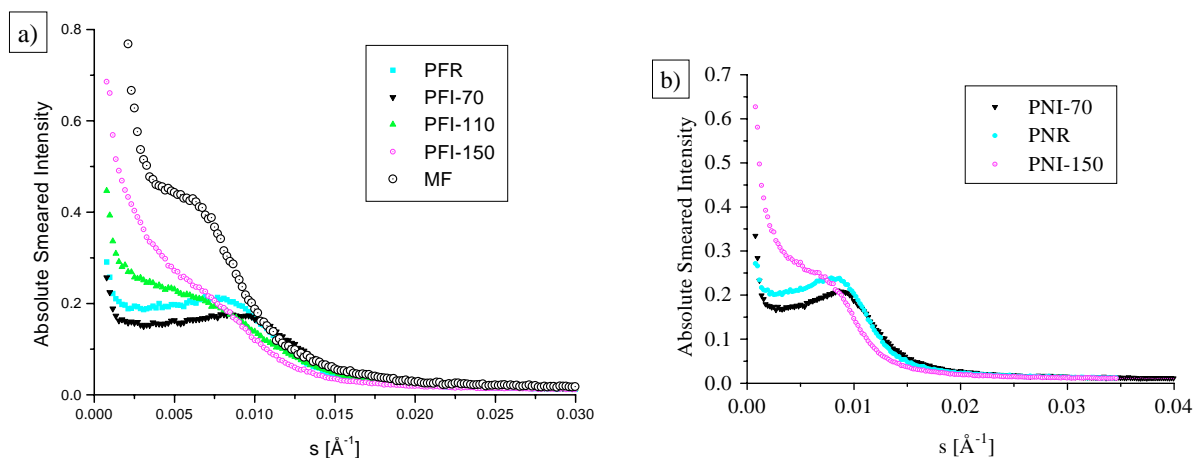 a)
Absolute Smeared Intensity
0.8
0.6
0.4
0.2
0.0
0.000 0.005 0.010 0.015 0.020 0.025 0.030
s [Å⁻¹]
PFR
PFI-70
PFI-110
PFI-150
MF
b)
Absolute Smeared Intensity
0.7
0.6
0.5
0.4
0.3
0.2
0.1
0.0
0.00 0.01 0.02 0.03 0.04
s [Å⁻¹]
PNI-70
PNR
PNI-150